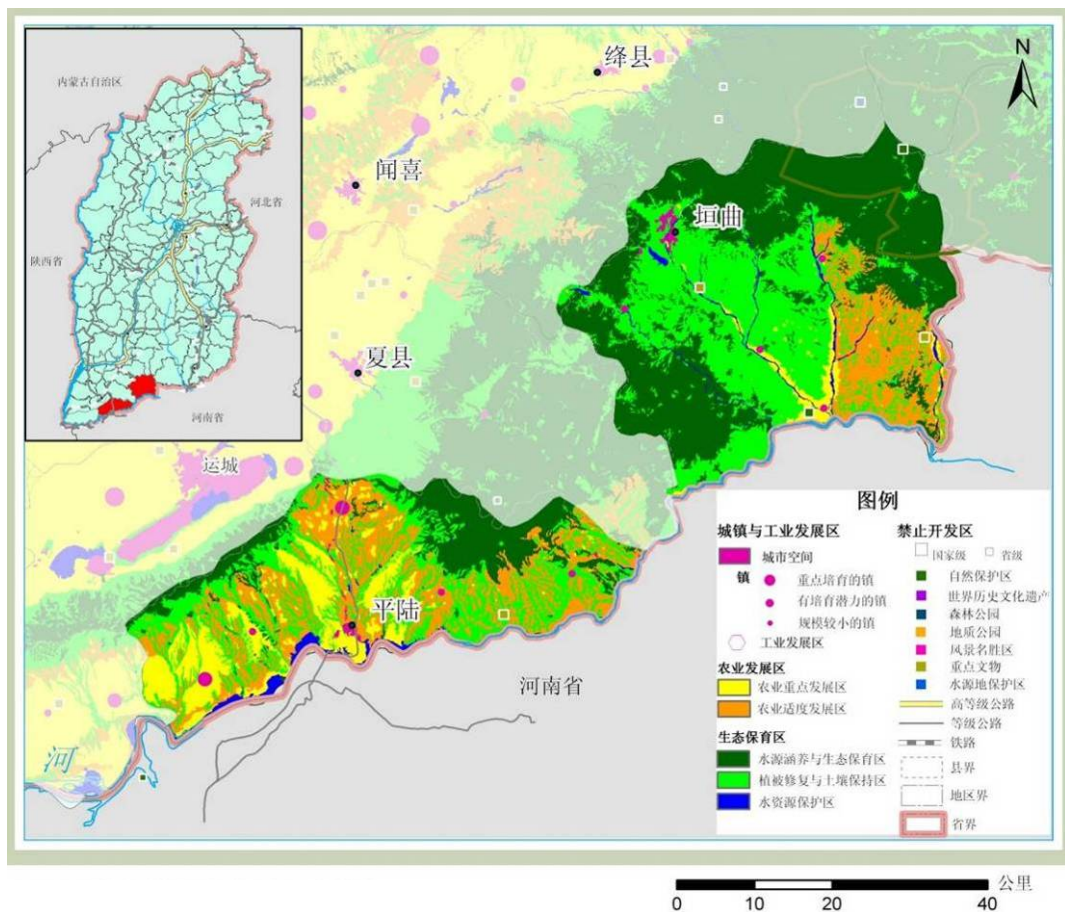 内蒙古自治区
河北省
陕西省
河南省
N
绛县
闻喜
垣曲
夏县
运城
平陆
河南省
河
图例
城镇与工业发展区
城市空间
镇
重点培育的镇
有培育潜力的镇
规模较小的镇
工业发展区
农业发展区
农业重点发展区
农业适度发展区
生态保育区
水源涵养与生态保育区
植被修复与土壤保持区
水资源保护区
禁止开发区
国家级 省级
自然保护区
世界历史文化遗产
森林公园
地质公园
风景名胜区
重点文物
水源地保护区
高等级公路
等级公路
铁路
县界
地区界
省界
公里
0 10 20 40